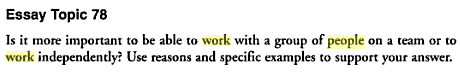 Essay Topic 78
Is it more important to be able to work with a group of people on a team or to
work independently? Use reasons and specific examples to support your answer.